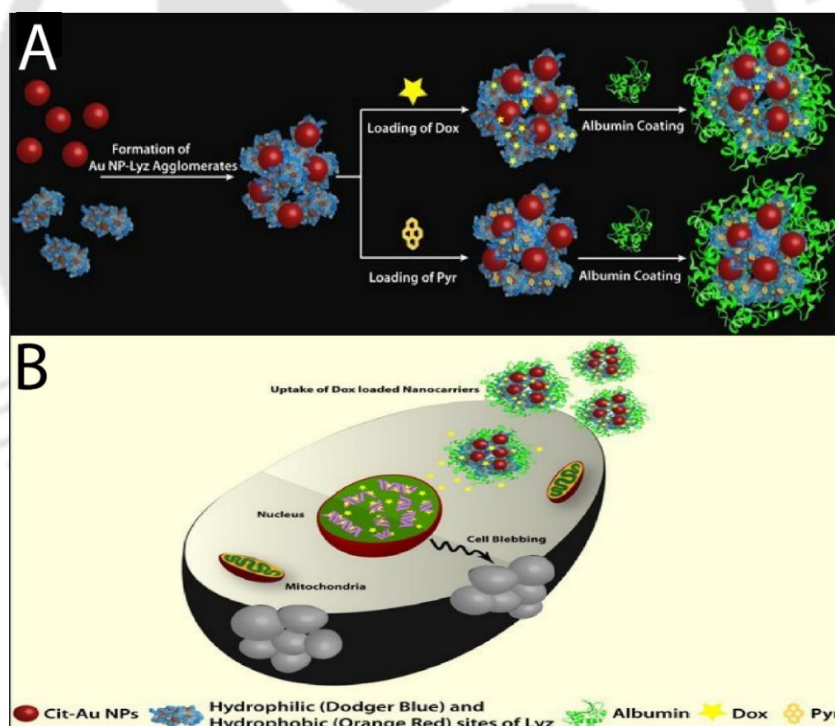 A
Formation of
Au NP-Lyz Agglomerates
Loading of Dox
Albumin Coating
Loading of Pyr
Albumin Coating
B
Uptake of Dox loaded Nanocarriers
Nucleus
Cell Blebbing
Mitochondria
Cit-Au NPs
Hydrophilic (Dodger Blue) and
Hydrophobic (Orange Red) sites of Lyz
Albumin
Dox
Py